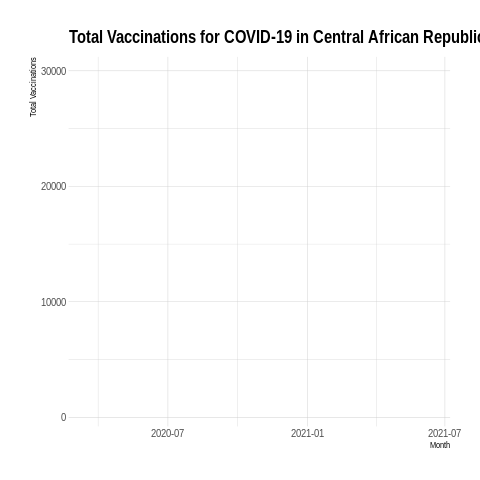 Total Vaccinations for COVID-19 in Central African Republic
Total Vaccinations
30000
20000
10000
0
2020-07
2021-01
2021-07
Month